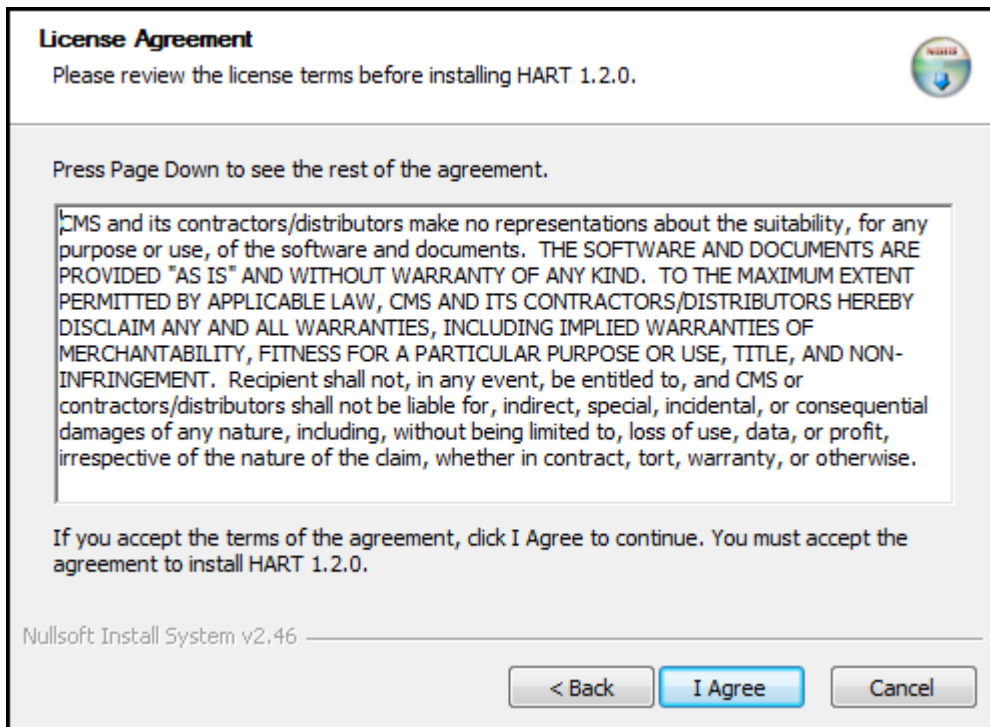 License Agreement
Please review the license terms before installing HART 1.2.0.
Press Page Down to see the rest of the agreement.
CMS and its contractors/distributors make no representations about the suitability, for any
purpose or use, of the software and documents.  THE SOFTWARE AND DOCUMENTS ARE
PROVIDED "AS IS" AND WITHOUT WARRANTY OF ANY KIND.  TO THE MAXIMUM EXTENT
PERMITTED BY APPLICABLE LAW, CMS AND ITS CONTRACTORS/DISTRIBUTORS HEREBY
DISCLAIM ANY AND ALL WARRANTIES, INCLUDING IMPLIED WARRANTIES OF
MERCHANTABILITY, FITNESS FOR A PARTICULAR PURPOSE OR USE, TITLE, AND NON-
INFRINGEMENT.  Recipient shall not, in any event, be entitled to, and CMS or
contractors/distributors shall not be liable for, indirect, special, incidental, or consequential
damages of any nature, including, without being limited to, loss of use, data, or profit,
irrespective of the nature of the claim, whether in contract, tort, warranty, or otherwise.
If you accept the terms of the agreement, click I Agree to continue. You must accept the
agreement to install HART 1.2.0.
Nullsoft Install System v2.46
< Back I Agree Cancel